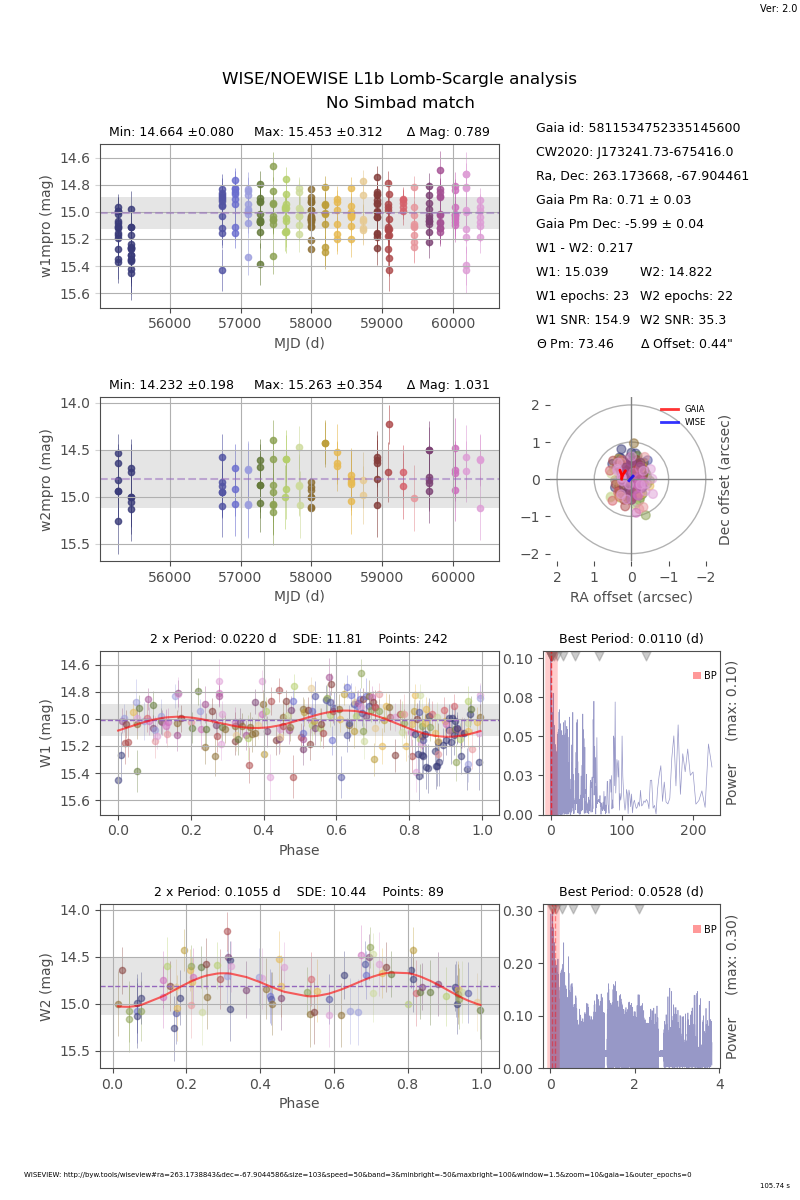 Ver: 2.0
WISE/NOEWISE L1b Lomb-Scargle analysis
No Simbad match
Min: 14.664 ±0.080 Max: 15.453 ±0.312 Δ Mag: 0.789
w1mpro (mag)
14.6
14.8
15.0
15.2
15.4
15.6
56000 57000 58000 59000 60000
MJD (d)
Gaia id: 5811534752335145600
CW2020: J173241.73-675416.0
Ra, Dec: 263.173668, -67.904461
Gaia Pm Ra: 0.71 ± 0.03
Gaia Pm Dec: -5.99 ± 0.04
W1 - W2: 0.217
W1: 15.039 W2: 14.822
W1 epochs: 23 W2 epochs: 22
W1 SNR: 154.9 W2 SNR: 35.3
Θ Pm: 73.46 Δ Offset: 0.44"
Min: 14.232 ±0.198 Max: 15.263 ±0.354 Δ Mag: 1.031
w2mpro (mag)
14.0
14.5
15.0
15.5
56000 57000 58000 59000 60000
MJD (d)
GAIA
WISE
2
1
0
−1
−2
2 1 0 −1 −2
RA offset (arcsec)
Dec offset (arcsec)
2 x Period: 0.0220 d SDE: 11.81 Points: 242
W1 (mag)
14.6
14.8
15.0
15.2
15.4
15.6
0.0 0.2 0.4 0.6 0.8 1.0
Phase
Best Period: 0.0110 (d)
BP
0.10
0.08
0.05
0.03
0.00
0 100 200
Power (max: 0.10)
2 x Period: 0.1055 d SDE: 10.44 Points: 89
W2 (mag)
14.0
14.5
15.0
15.5
0.0 0.2 0.4 0.6 0.8 1.0
Phase
Best Period: 0.0528 (d)
BP
0.30
0.20
0.10
0.00
0 2 4
Power (max: 0.30)
WISEVIEW: http://byw.tools/wiseview#ra=263.1738843&dec=-67.9044586&size=103&speed=50&band=3&minbright=-50&maxbright=100&window=1.5&zoom=10&gaia=1&outer_epochs=0
105.74 s